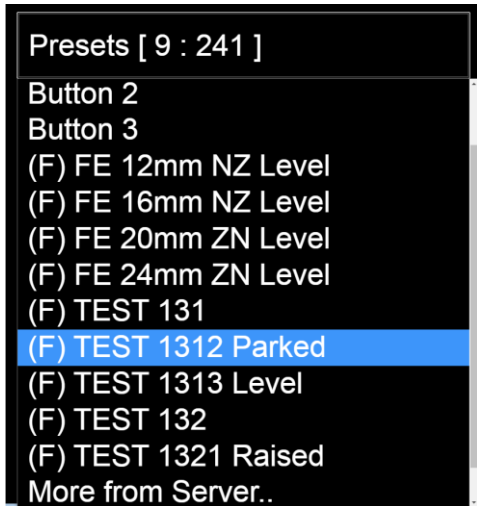 Presets [ 9 : 241 ]
Button 2
Button 3
(F) FE 12mm NZ Level
(F) FE 16mm NZ Level
(F) FE 20mm ZN Level
(F) FE 24mm ZN Level
(F) TEST 131
(F) TEST 1312 Parked
(F) TEST 1313 Level
(F) TEST 132
(F) TEST 1321 Raised
More from Server..